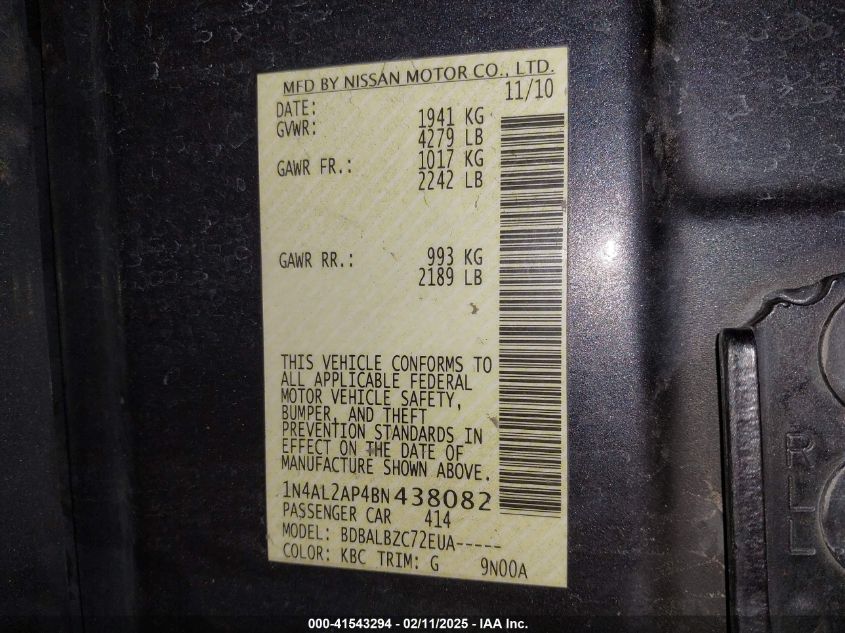 MFD BY NISSAN MOTOR CO., LTD.
DATE: 11/10
GVWR: 1941 KG
4279 LB
GAWR FR.: 1017 KG
2242 LB
GAWR RR.: 993 KG
2189 LB
THIS VEHICLE CONFORMS TO
ALL APPLICABLE FEDERAL
MOTOR VEHICLE SAFETY,
BUMPER, AND THEFT
PREVENTION STANDARDS IN
EFFECT ON THE DATE OF
MANUFACTURE SHOWN ABOVE.
1N4AL2AP4BN438082
PASSENGER CAR 414
MODEL: BDBALBZC72EUA-----
COLOR: KBC TRIM: G 9N00A
RLL
000-41543294 - 02/11/2025 - IAA Inc.